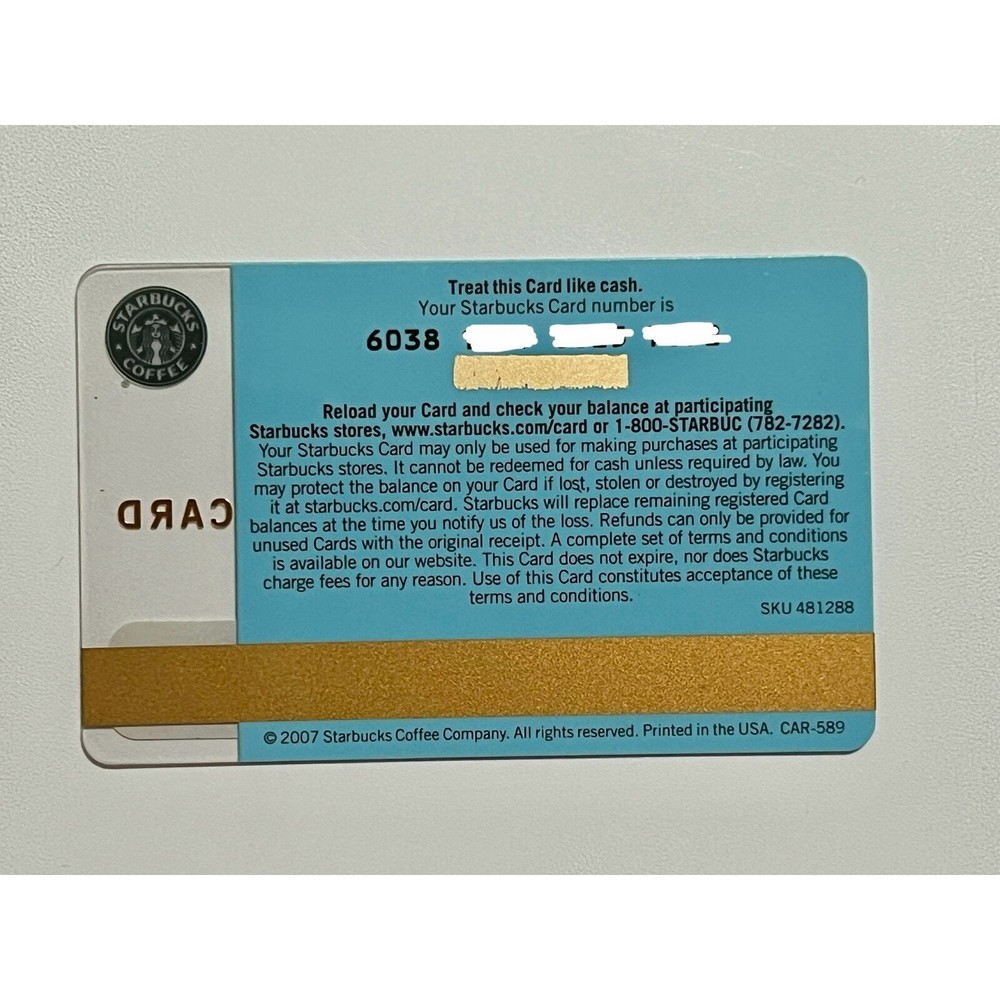 STARBUCKS
COFFEE
Treat this Card like cash.
Your Starbucks Card number is
6038
Reload your Card and check your balance at participating
Starbucks stores, www.starbucks.com/card or 1-800-STARBUC (782-7282).
Your Starbucks Card may only be used for making purchases at participating
Starbucks stores. It cannot be redeemed for cash unless required by law. You
may protect the balance on your Card if lost, stolen or destroyed by registering
it at starbucks.com/card. Starbucks will replace remaining registered Card
balances at the time you notify us of the loss. Refunds can only be provided for
unused Cards with the original receipt. A complete set of terms and conditions
is available on our website. This Card does not expire, nor does Starbucks
charge fees for any reason. Use of this Card constitutes acceptance of these
terms and conditions.
SKU 481288
CARD
© 2007 Starbucks Coffee Company. All rights reserved. Printed in the USA. CAR-589